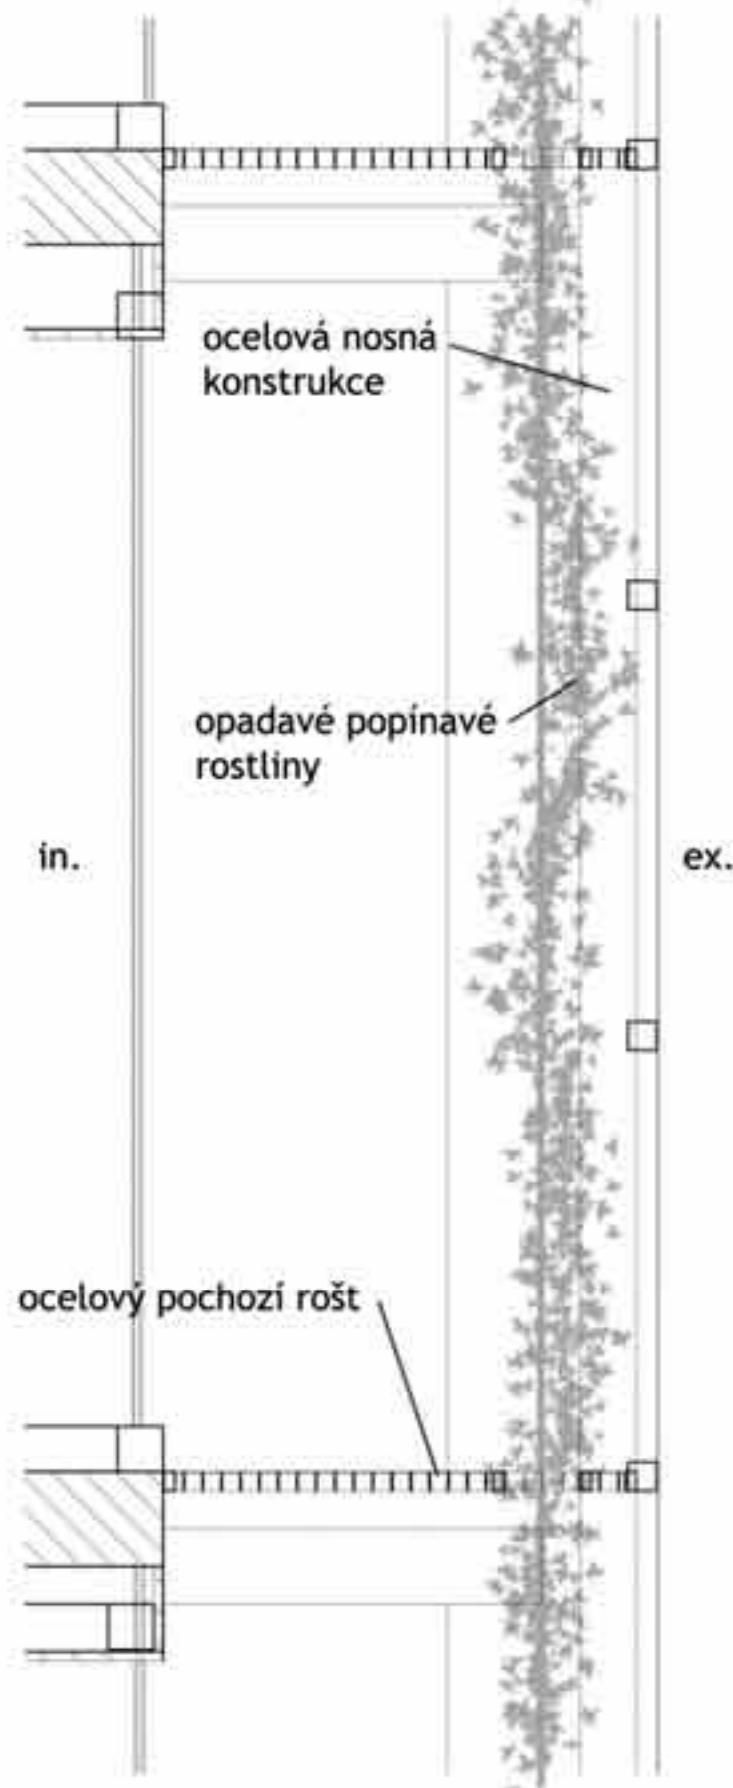 ocelová nosná
konstrukce
opadavé popínavé
rostliny
in.
ex.
ocelový pochozí rošt